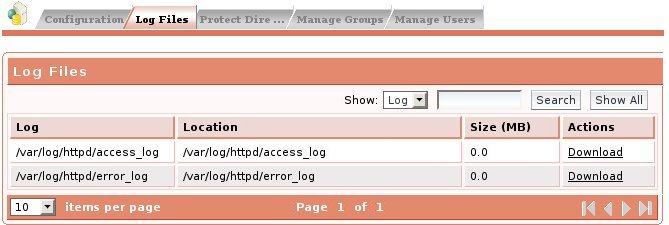 Configuration Log Files Protect Dire ... Manage Groups Manage Users
Log Files
Show: Log Search Show All
Log Location Size (MB) Actions
/var/log/httpd/access_log /var/log/httpd/access_log 0.0 Download
/var/log/httpd/error_log /var/log/httpd/error_log 0.0 Download
10 items per page Page 1 of 1